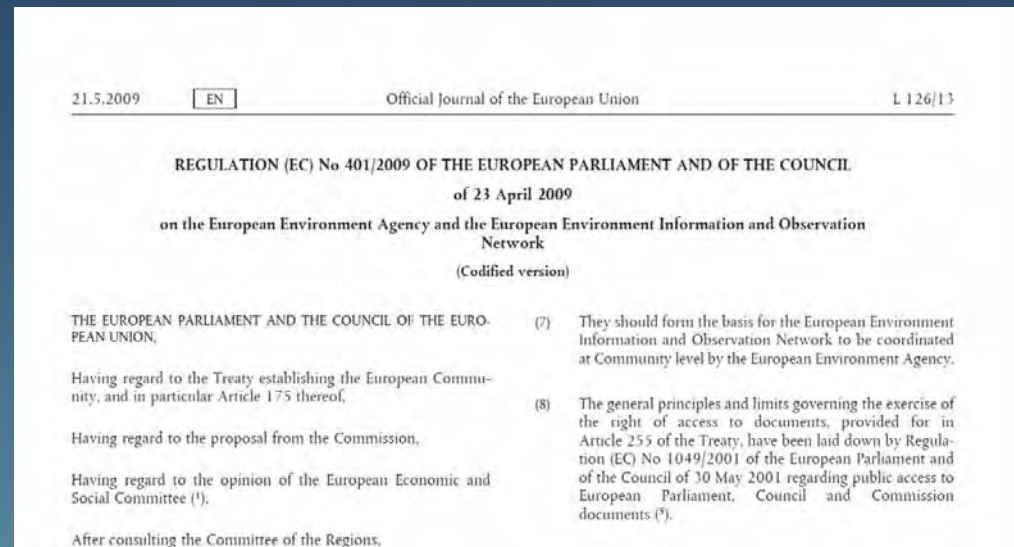 21.5.2009 EN Official Journal of the European Union L 126/13
REGULATION (EC) No 401/2009 OF THE EUROPEAN PARLIAMENT AND OF THE COUNCIL
of 23 April 2009
on the European Environment Agency and the European Environment Information and Observation
Network
(Codified version)
THE EUROPEAN PARLIAMENT AND THE COUNCIL OF THE EURO-
PEAN UNION,
Having regard to the Treaty establishing the European Commu-
nity, and in particular Article 175 thereof,
Having regard to the proposal from the Commission,
Having regard to the opinion of the European Economic and
Social Committee (¹),
After consulting the Committee of the Regions,
(7) They should form the basis for the European Environment
Information and Observation Network to be coordinated
at Community level by the European Environment Agency.
(8) The general principles and limits governing the exercise of
the right of access to documents, provided for in
Article 255 of the Treaty, have been laid down by Regula-
tion (EC) No 1049/2001 of the European Parliament and
of the Council of 30 May 2001 regarding public access to
European Parliament, Council and Commission
documents (⁵).